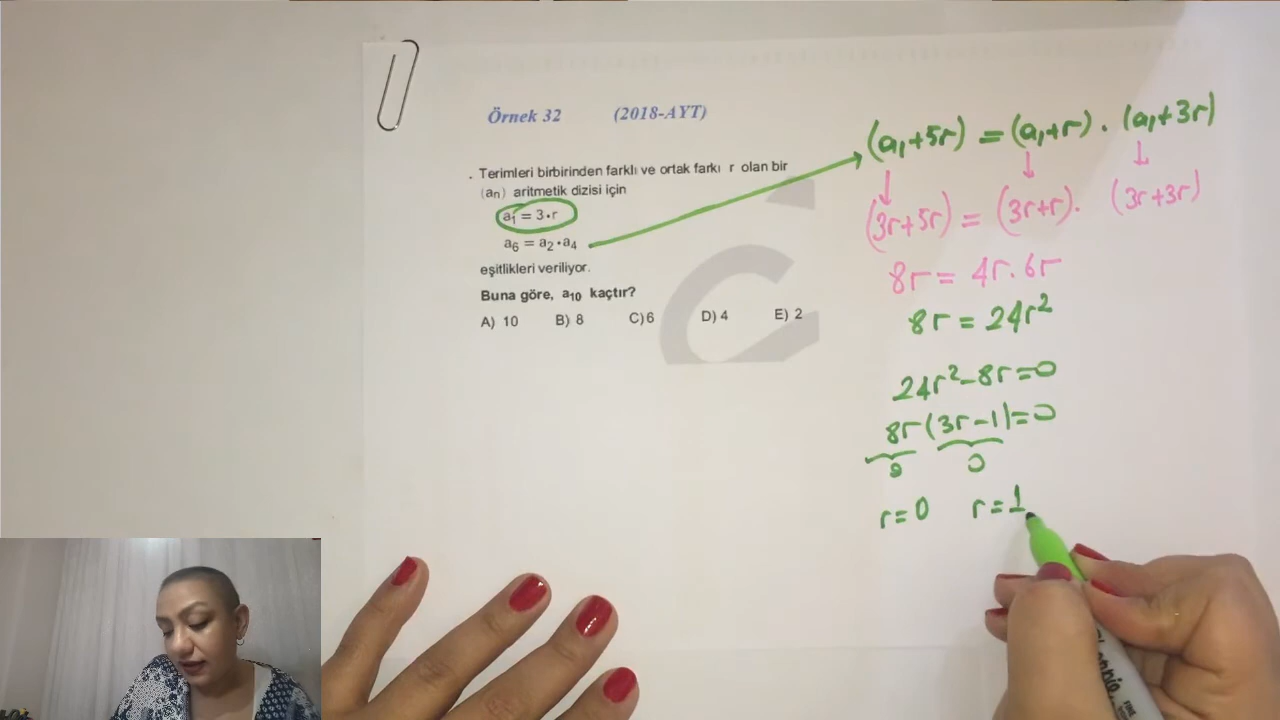 Örnek 32 (2018-AYT)
. Terimleri birbirinden farklı ve ortak farkı r olan bir
(aₙ) aritmetik dizisi için
a₁ = 3·r
a₆ = a₂·a₄
eşitlikleri veriliyor.
Buna göre, a₁₀ kaçtır?
A) 10 B) 8 C)6 D) 4 E) 2
(a₁+5r) = (a₁+r) . (a₁+3r)
(3r+5r) = (3r+r). (3r+3r)
8r = 4r.6r
8r = 24r²
24r²-8r=0
8r(3r-1)=0
0 0
r=0 r=1
Sharpie
FINE